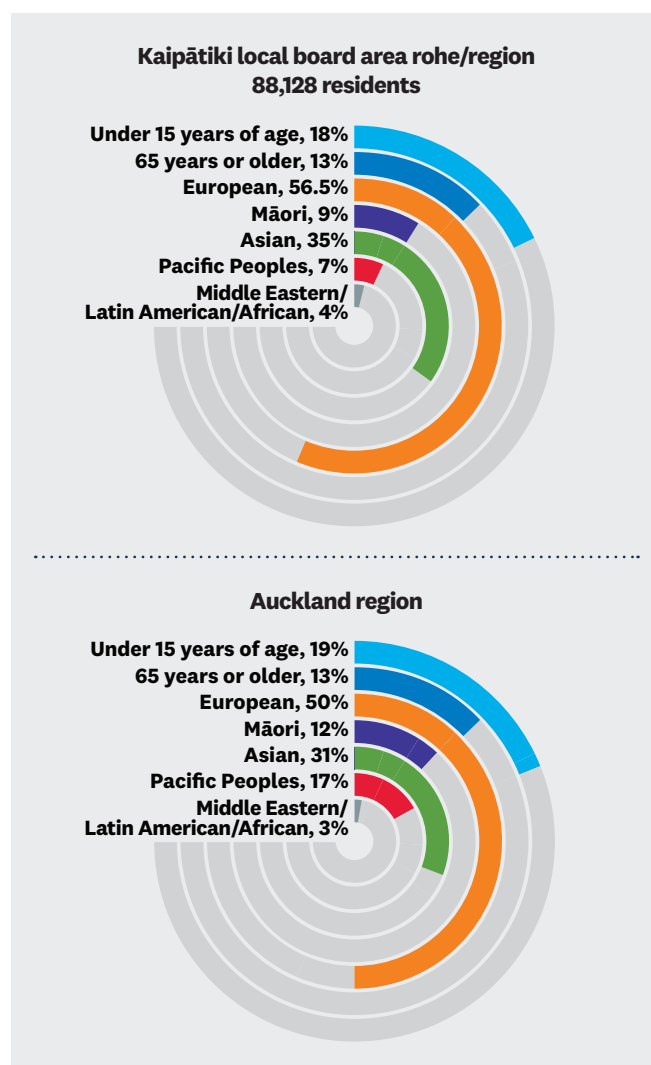 Kaipātiki local board area rohe/region
88,128 residents
Under 15 years of age, 18%
65 years or older, 13%
European, 56.5%
Māori, 9%
Asian, 35%
Pacific Peoples, 7%
Middle Eastern/
Latin American/African, 4%
Auckland region
Under 15 years of age, 19%
65 years or older, 13%
European, 50%
Māori, 12%
Asian, 31%
Pacific Peoples, 17%
Middle Eastern/
Latin American/African, 3%